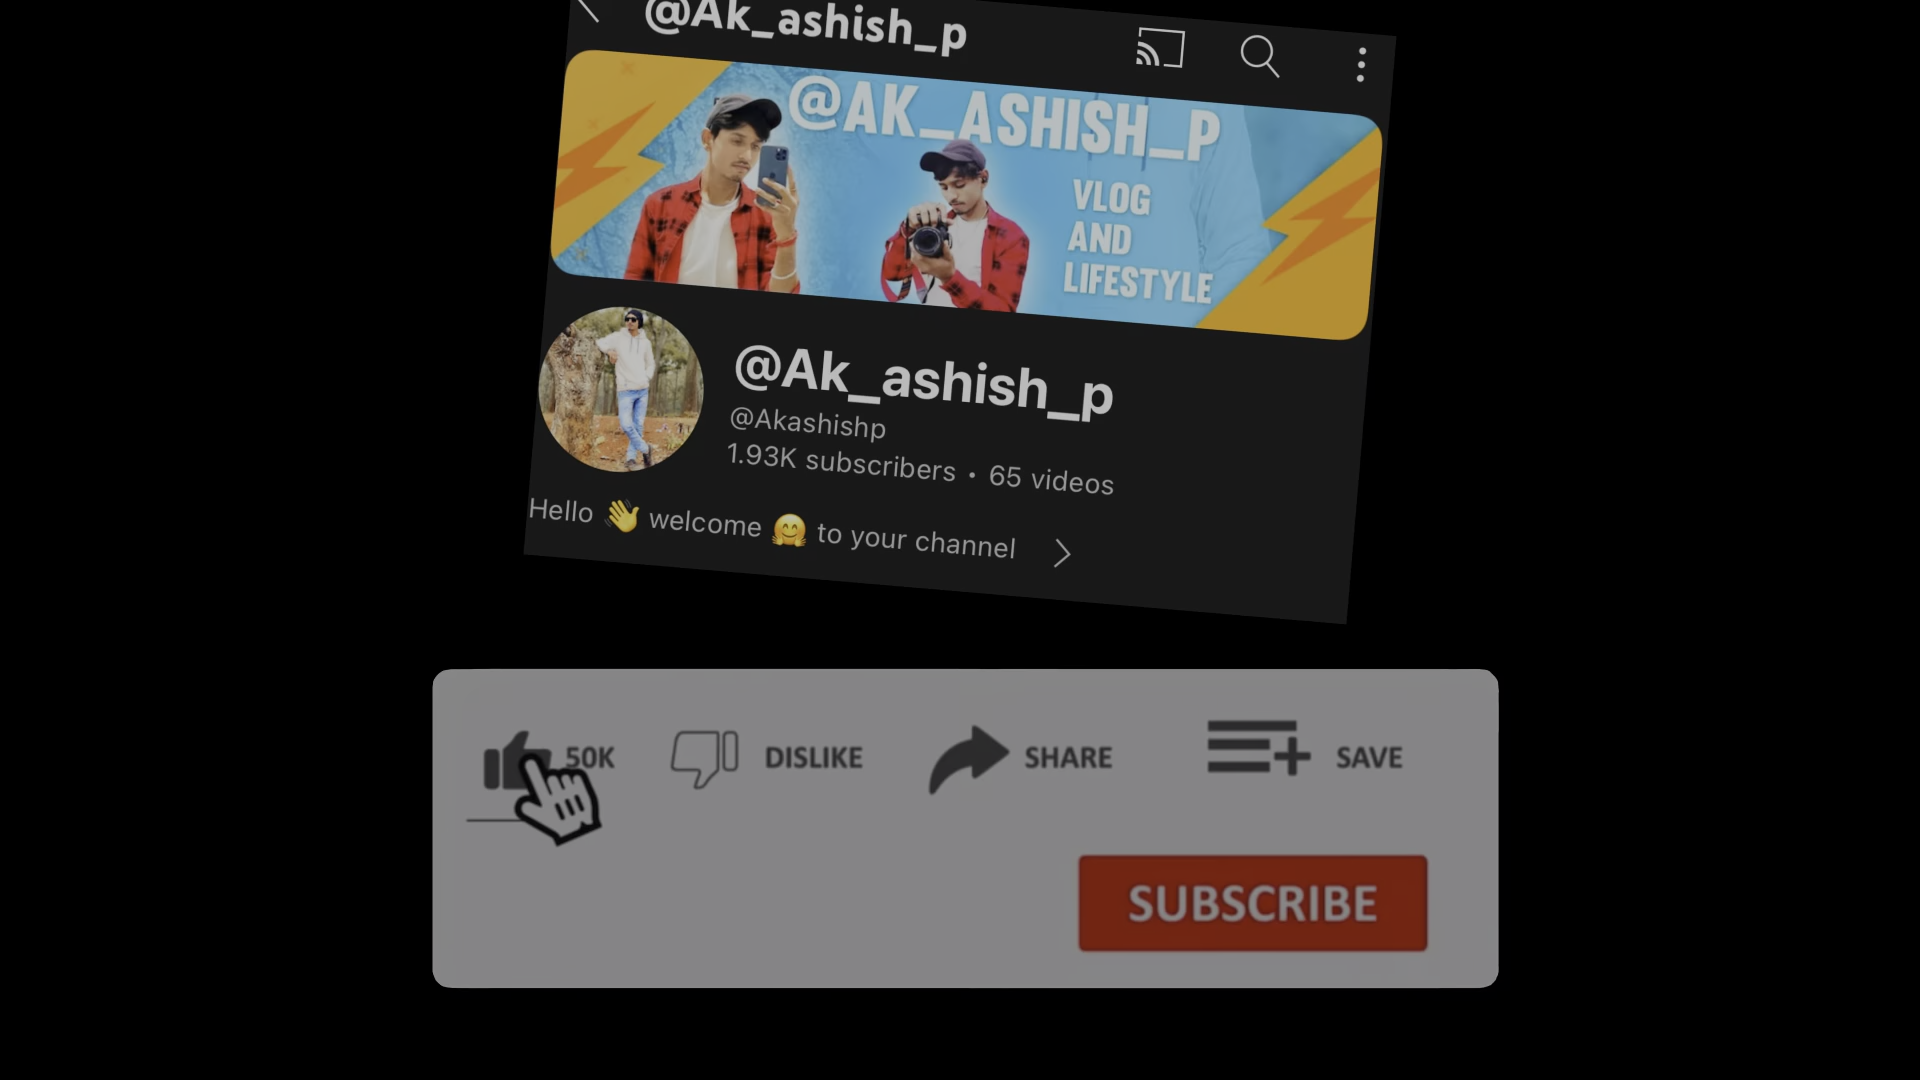 @Ak_ashish_p
@AK_ASHISH_P
VLOG
AND
LIFESTYLE
@Ak_ashish_p
@Akashishp
1.93K subscribers • 65 videos
Hello 👋 welcome 🤗 to your channel
50K DISLIKE SHARE SAVE
SUBSCRIBE